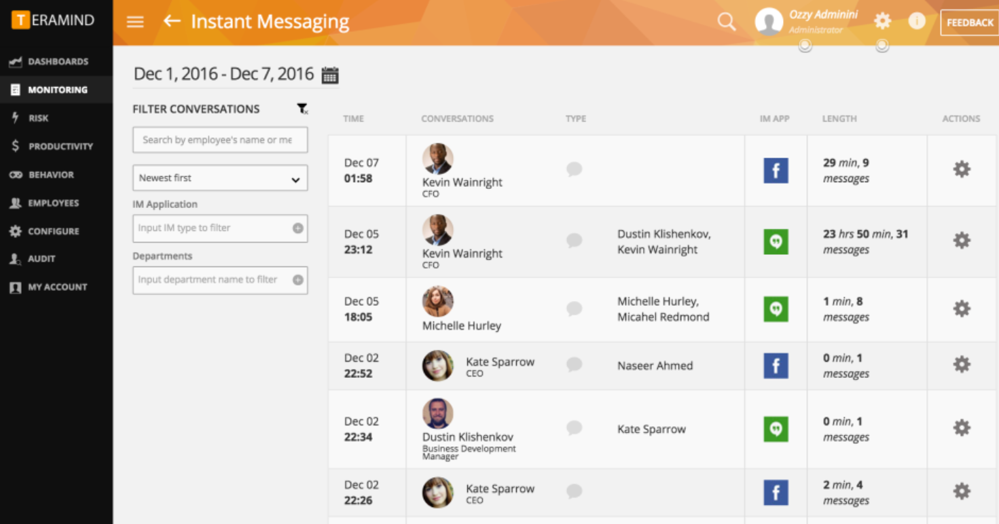 TERAMIND
Instant Messaging
Ozzy Adminini
Administrator
i
FEEDBACK
DASHBOARDS
MONITORING
RISK
PRODUCTIVITY
BEHAVIOR
EMPLOYEES
CONFIGURE
AUDIT
MY ACCOUNT
Dec 1, 2016 - Dec 7, 2016
FILTER CONVERSATIONS
Search by employee's name or me
Newest first
IM Application
Input IM type to filter
Departments
Input department name to filter
TIME CONVERSATIONS TYPE IM APP LENGTH ACTIONS
Dec 07
01:58
Kevin Wainright
CFO
f
29 min, 9
messages
Dec 05
23:12
Kevin Wainright
CFO
Dustin Klishenkov,
Kevin Wainright
23 hrs 50 min, 31
messages
Dec 05
18:05
Michelle Hurley
Michelle Hurley,
Micahel Redmond
1 min, 8
messages
Dec 02
22:52
Kate Sparrow
CEO
Naseer Ahmed
f
0 min, 1
messages
Dec 02
22:34
Dustin Klishenkov
Business Development
Manager
Kate Sparrow
0 min, 1
messages
Dec 02
22:26
Kate Sparrow
CEO
f
2 min, 4
messages